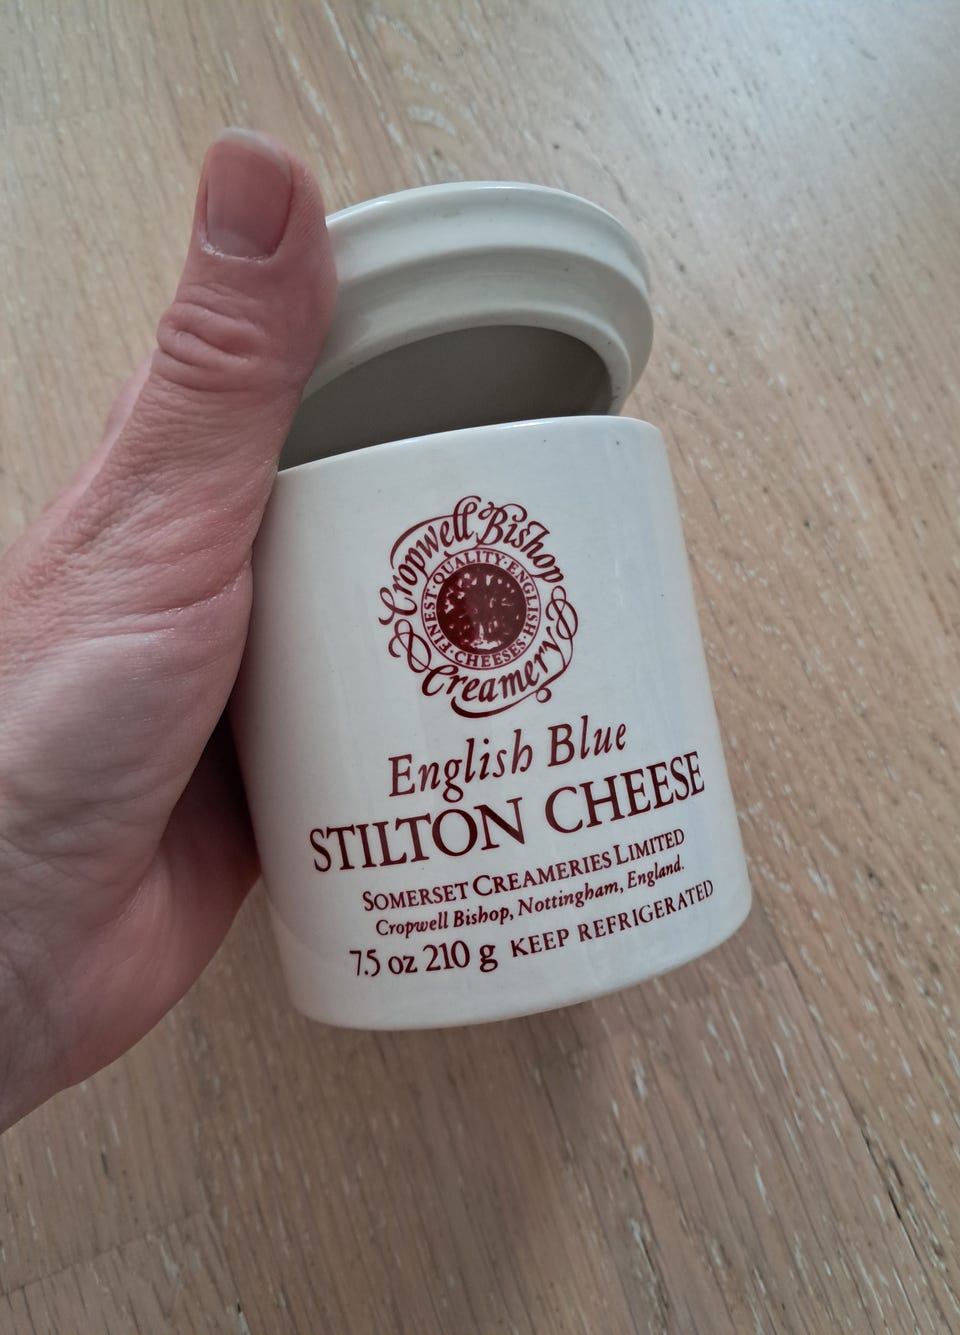 Cropwell Bishop
FINEST · QUALITY · ENGLISH · CHEESES ·
Creamery
English Blue
STILTON CHEESE
SOMERSET CREAMERIES LIMITED
Cropwell Bishop, Nottingham, England.
7.5 oz 210 g KEEP REFRIGERATED